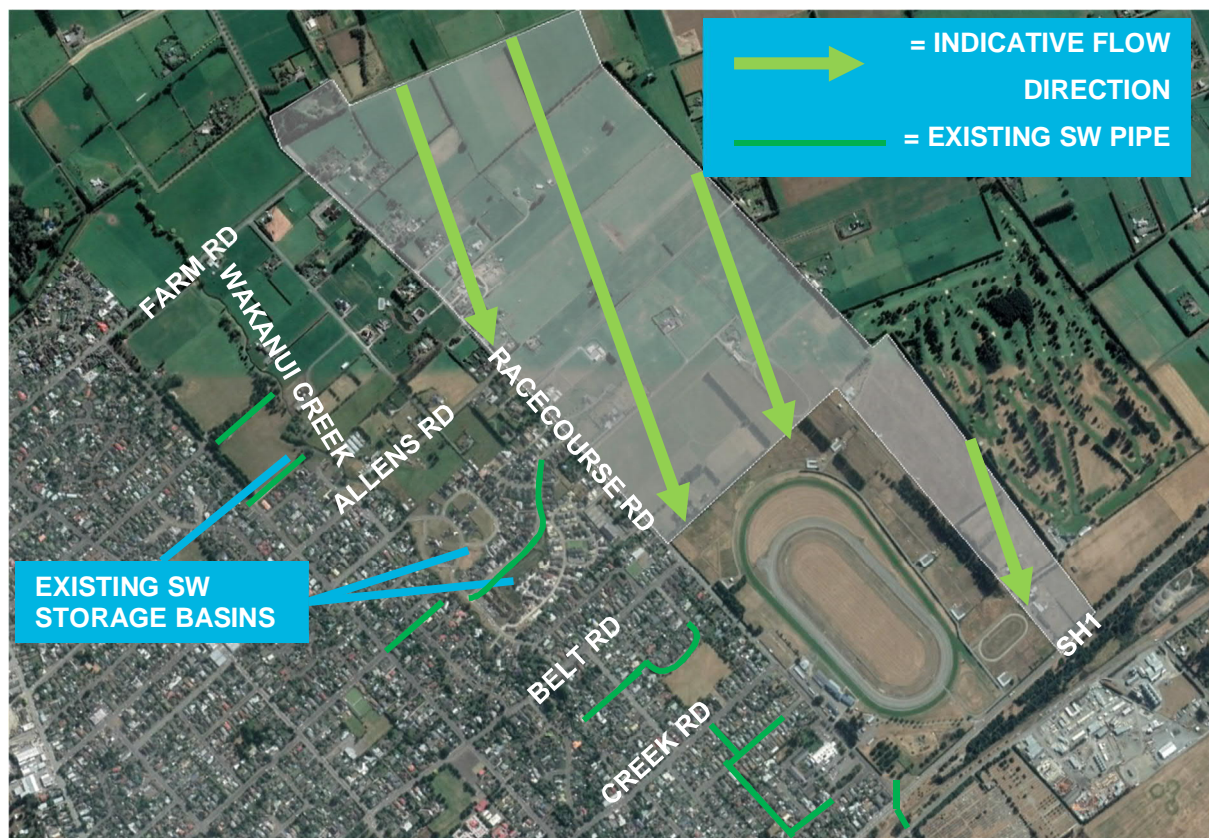 = INDICATIVE FLOW
DIRECTION
= EXISTING SW PIPE
FARM RD
WAKANUI CREEK
ALLENS RD
RACECOURSE RD
EXISTING SW
STORAGE BASINS
BELT RD
CREEK RD
SH1